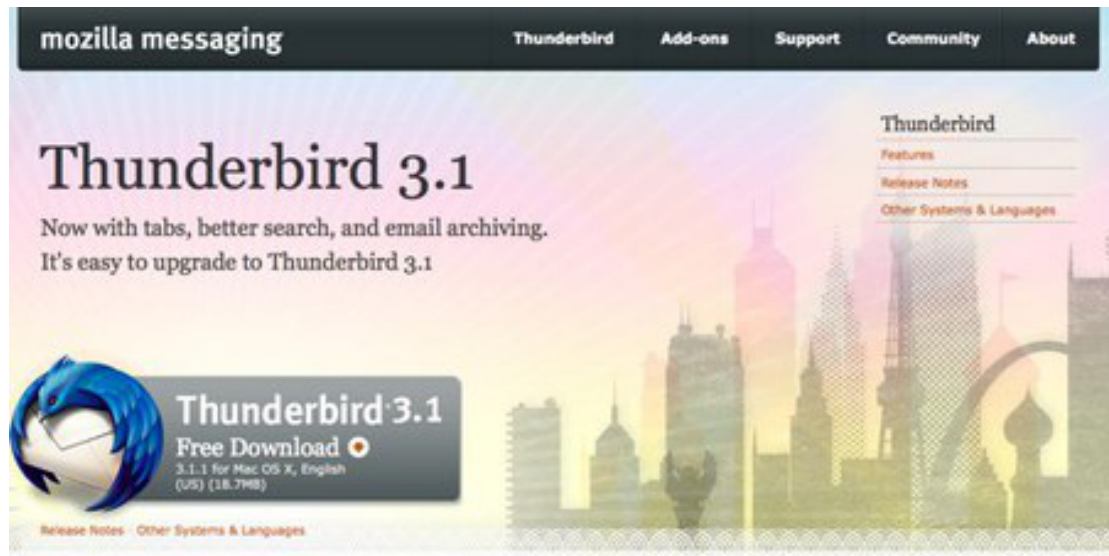 mozilla messaging
Thunderbird Add-ons Support Community About
Thunderbird
Features
Release Notes
Other Systems & Languages
Thunderbird 3.1
Now with tabs, better search, and email archiving.
It's easy to upgrade to Thunderbird 3.1
Thunderbird 3.1
Free Download
3.1.1 for Mac OS X, English
(US) (18.7MB)
Release Notes Other Systems & Languages